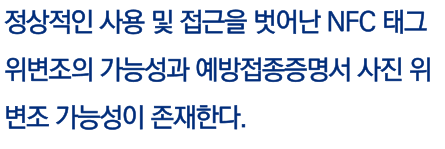 정상적인 사용 및 접근을 벗어난 NFC 태그
위변조의 가능성과 예방접종증명서 사진 위
변조 가능성이 존재한다.